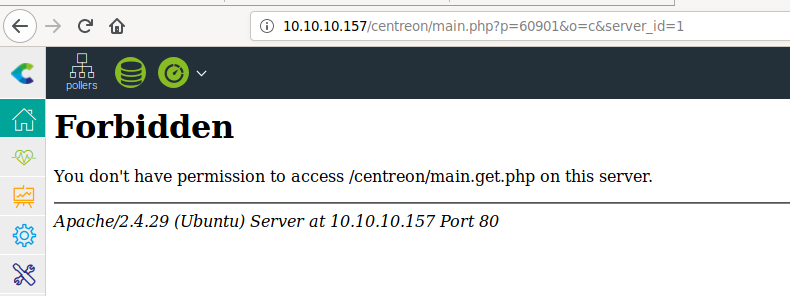 10.10.10.157/centreon/main.php?p=60901&o=c&server_id=1
pollers
Forbidden
You don't have permission to access /centreon/main.get.php on this server.
Apache/2.4.29 (Ubuntu) Server at 10.10.10.157 Port 80